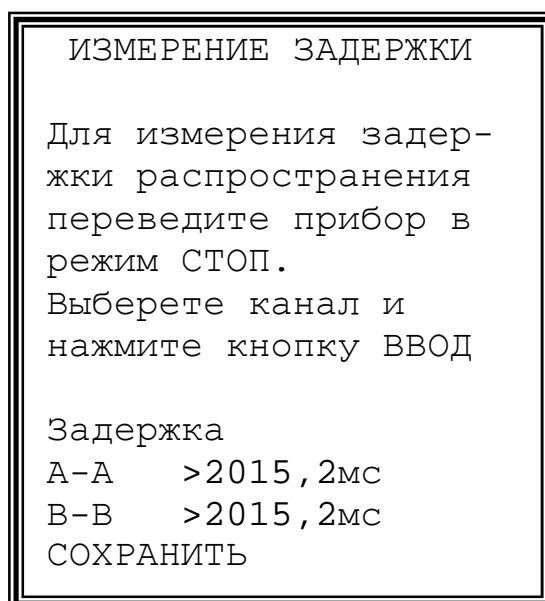 ИЗМЕРЕНИЕ ЗАДЕРЖКИ
Для измерения задер-
жки распространения
переведите прибор в
режим СТОП.
Выберете канал и
нажмите кнопку ВВОД
Задержка
A-A >2015,2мс
B-B >2015,2мс
СОХРАНИТЬ